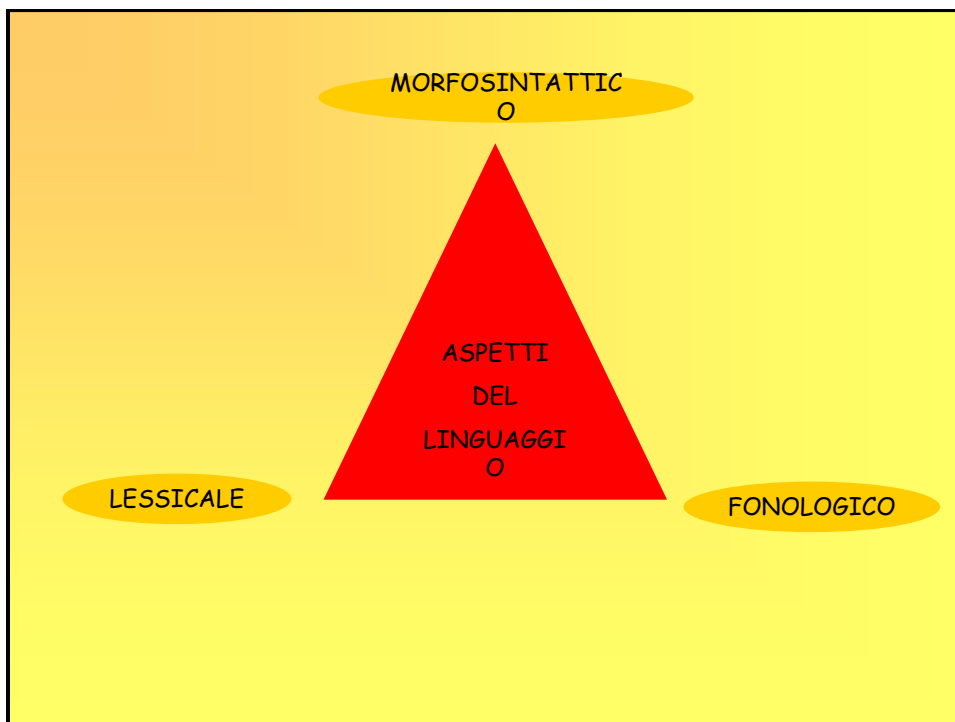 MORFOSINTATTIC
O
ASPETTI
DEL
LINGUAGGI
O
LESSICALE
FONOLOGICO